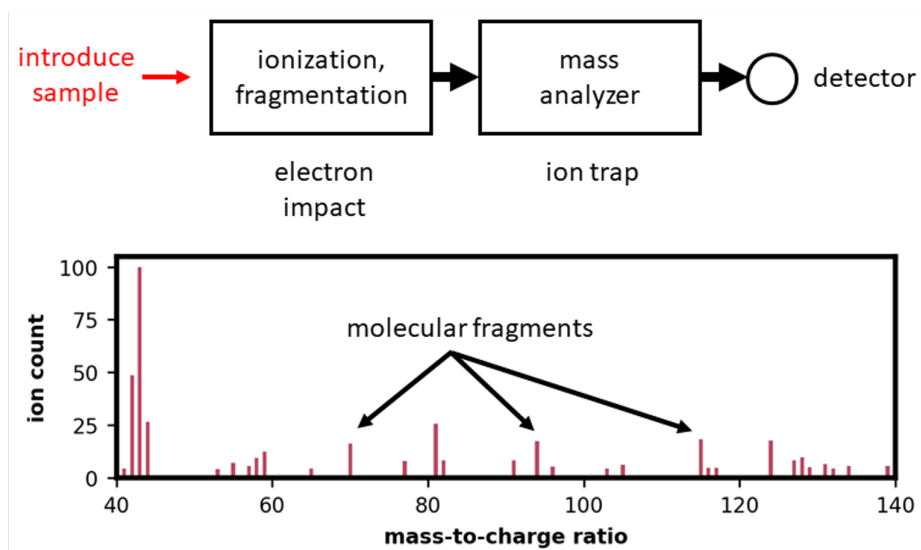 introduce
sample
ionization,
fragmentation
mass
analyzer
detector
electron
impact
ion trap
100
75
50
25
0
ion count
molecular fragments
40
60
80
100
120
140
mass-to-charge ratio